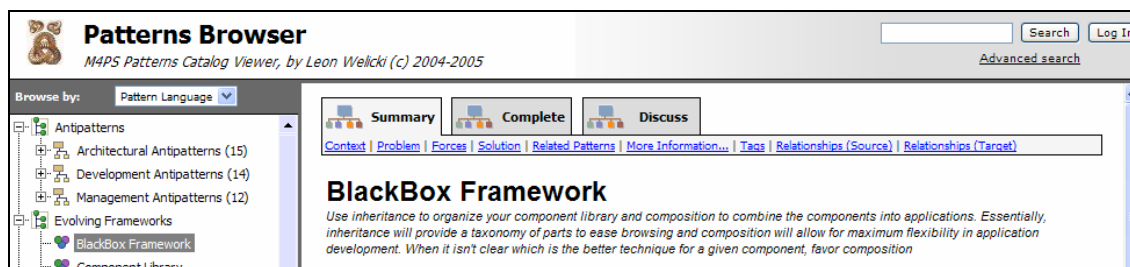 Patterns Browser
M4PS Patterns Catalog Viewer, by Leon Welicki (c) 2004-2005
Search
Log In
Advanced search
Browse by:
Pattern Language
Antipatterns
Architectural Antipatterns (15)
Development Antipatterns (14)
Management Antipatterns (12)
Evolving Frameworks
BlackBox Framework
Component Library
Summary
Complete
Discuss
Context | Problem | Forces | Solution | Related Patterns | More Information... | Tags | Relationships (Source) | Relationships (Target)
BlackBox Framework
Use inheritance to organize your component library and composition to combine the components into applications. Essentially,
inheritance will provide a taxonomy of parts to ease browsing and composition will allow for maximum flexibility in application
development. When it isn't clear which is the better technique for a given component, favor composition